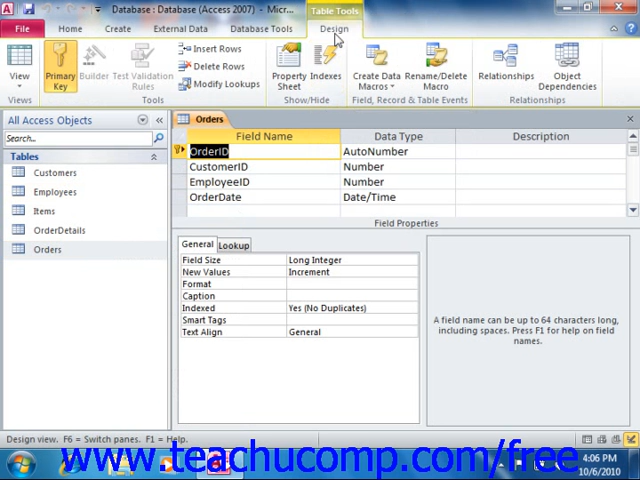 Database : Database (Access 2007) - Micr...
Table Tools
File
Home
Create
External Data
Database Tools
Design
View
Primary
Key
Builder
Test Validation
Rules
Insert Rows
Delete Rows
Modify Lookups
Property
Sheet
Indexes
Create Data
Macros
Rename/Delete
Macro
Relationships
Object
Dependencies
Views
Tools
Show/Hide
Field, Record & Table Events
Relationships
All Access Objects
Search...
Tables
Customers
Employees
Items
OrderDetails
Orders
Orders
Field Name Data Type Description
OrderID AutoNumber
CustomerID Number
EmployeeID Number
OrderDate Date/Time
Field Properties
General Lookup
Field Size Long Integer
New Values Increment
Format
Caption
Indexed Yes (No Duplicates)
Smart Tags
Text Align General
A field name can be up to 64 characters long,
including spaces. Press F1 for help on field
names.
Design view. F6 = Switch panes. F1 = Help.
www.teachucomp.com/free
4:06 PM
10/6/2010